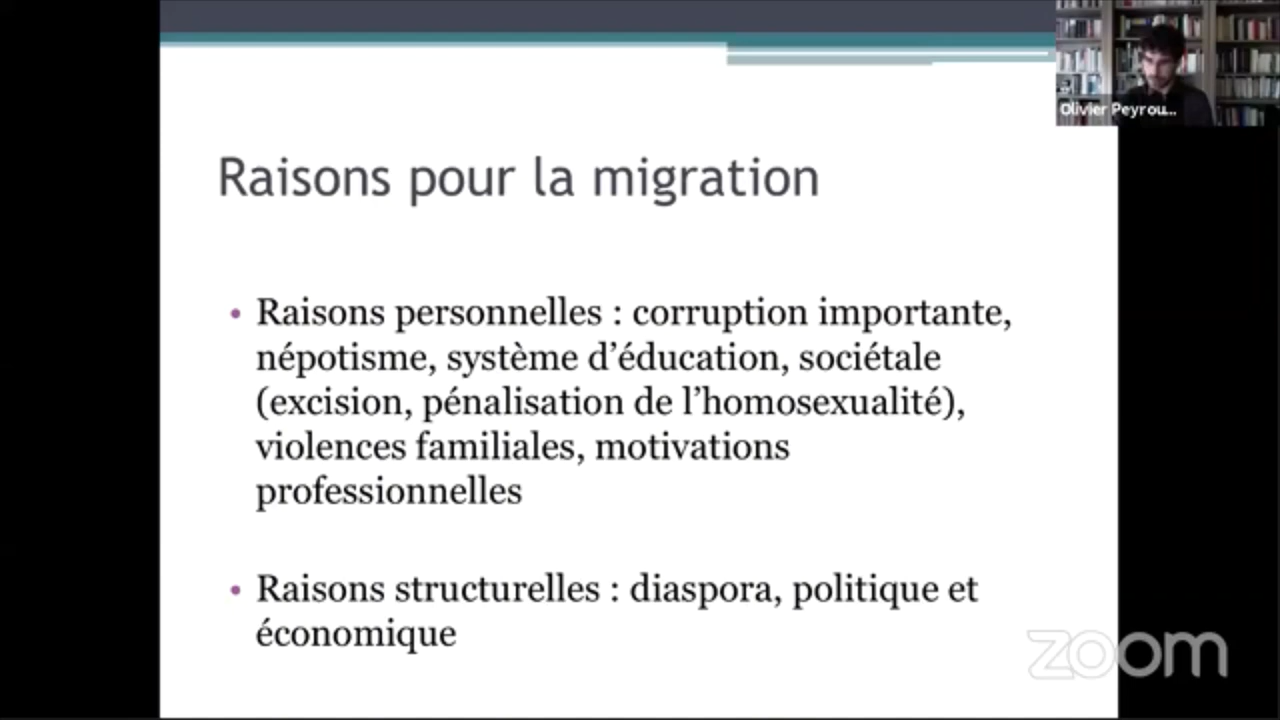 Olivier Peyrou...
Raisons pour la migration
• Raisons personnelles : corruption importante,
népotisme, système d’éducation, sociétale
(excision, pénalisation de l’homosexualité),
violences familiales, motivations
professionnelles
• Raisons structurelles : diaspora, politique et
économique
zoom